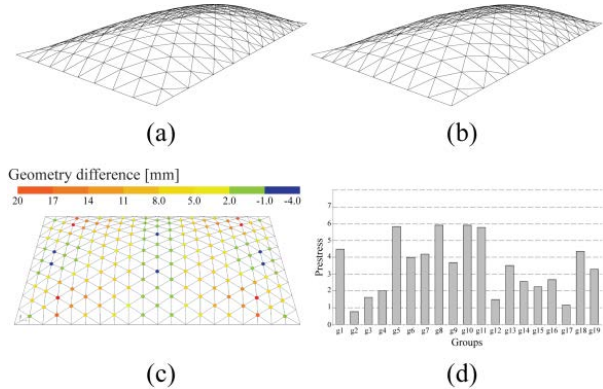 (a)
(b)
Geometry difference [mm]
20 17 14 11 8.0 5.0 2.0 -1.0 -4.0
(c)
Prestress
7
6
5
4
3
2
1
0
g1 g2 g3 g4 g5 g6 g7 g8 g9 g10 g11 g12 g13 g14 g15 g16 g17 g18 g19
Groups
(d)